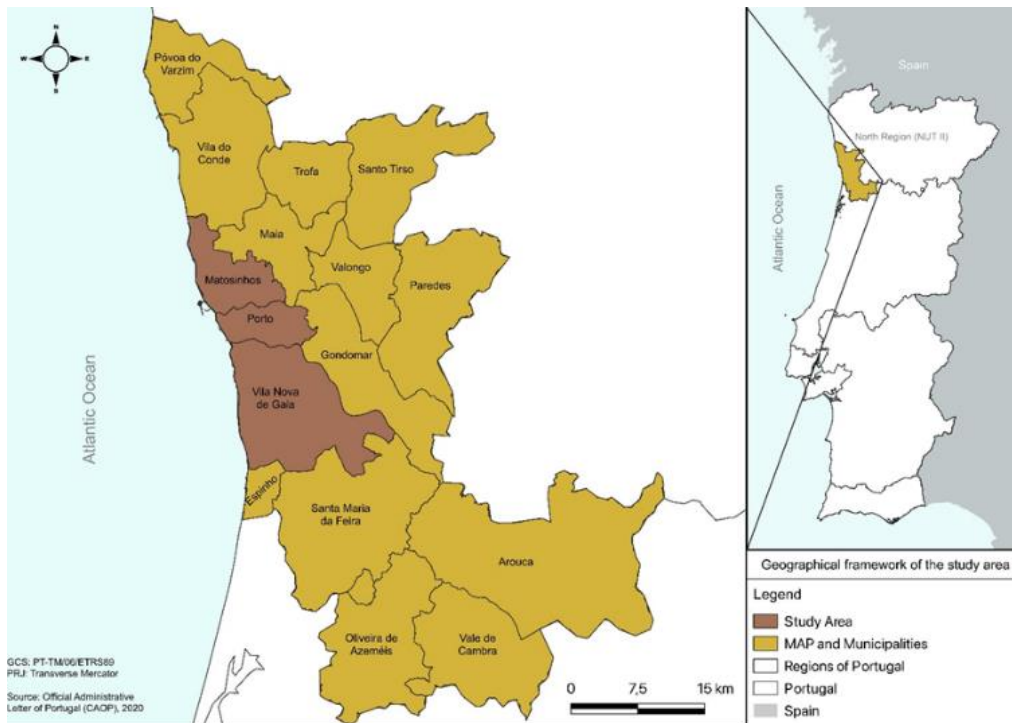 N
W
E
S
Póvoa do
Varzim
Vila do
Conde
Trofa
Santo Tirso
Maia
Matosinhos
Valongo
Paredes
Porto
Gondomar
Vila Nova
de Gaia
Espinho
Santa Maria
da Feira
Arouca
Oliveira de
Azeméis
Vale de
Cambra
Atlantic Ocean
GCS: PT-TM/06/ETRS89
PRJ: Transverse Mercator
Source: Official Administrative
Letter of Portugal (CAOP), 2020
0 7,5 15 km
Spain
North Region (NUT II)
Atlantic Ocean
Geographical framework of the study area
Legend
Study Area
MAP and Municipalities
Regions of Portugal
Portugal
Spain